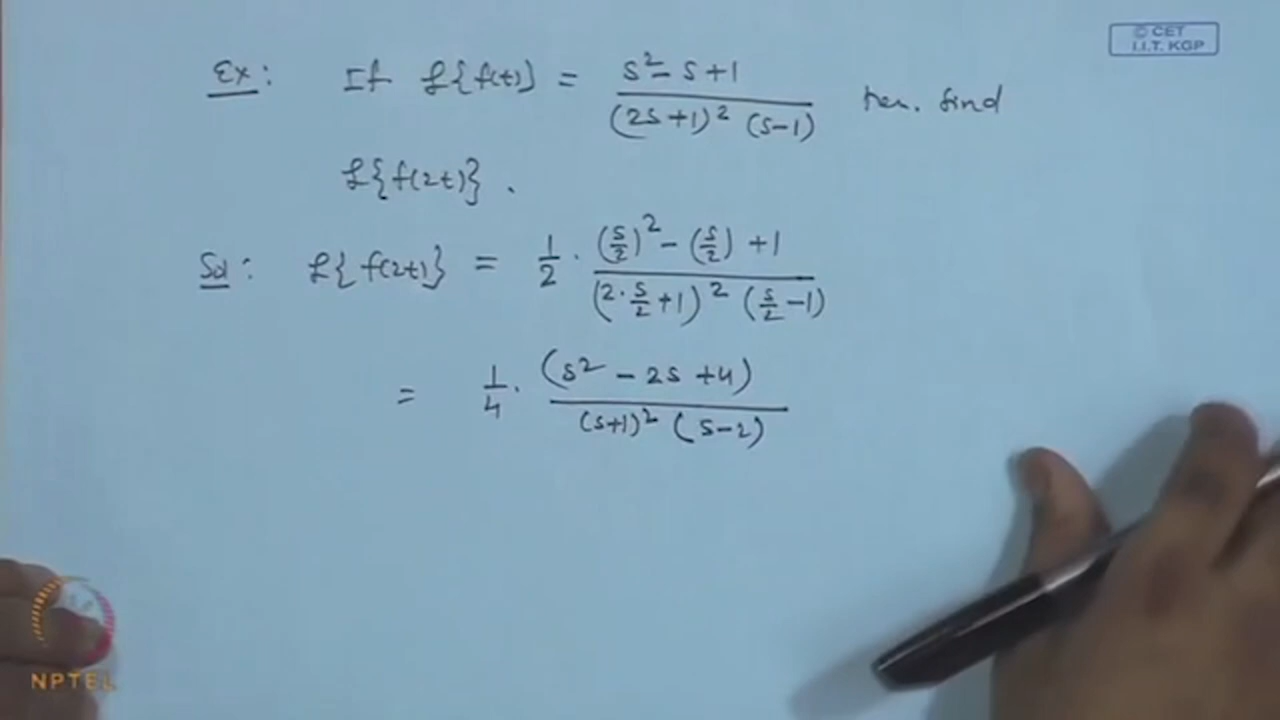 © CET
I.I.T. KGP
Ex: If ℒ{f(t)} = (s² - s + 1) / ((2s+1)² (s-1)) then find
ℒ{f(2t)}.
Sol: ℒ{f(2t)} = 1/2 · ((s/2)² - (s/2) + 1) / ((2·s/2 + 1)² (s/2 - 1))
= 1/4 · (s² - 2s + 4) / ((s+1)² (s-2))
NPTEL